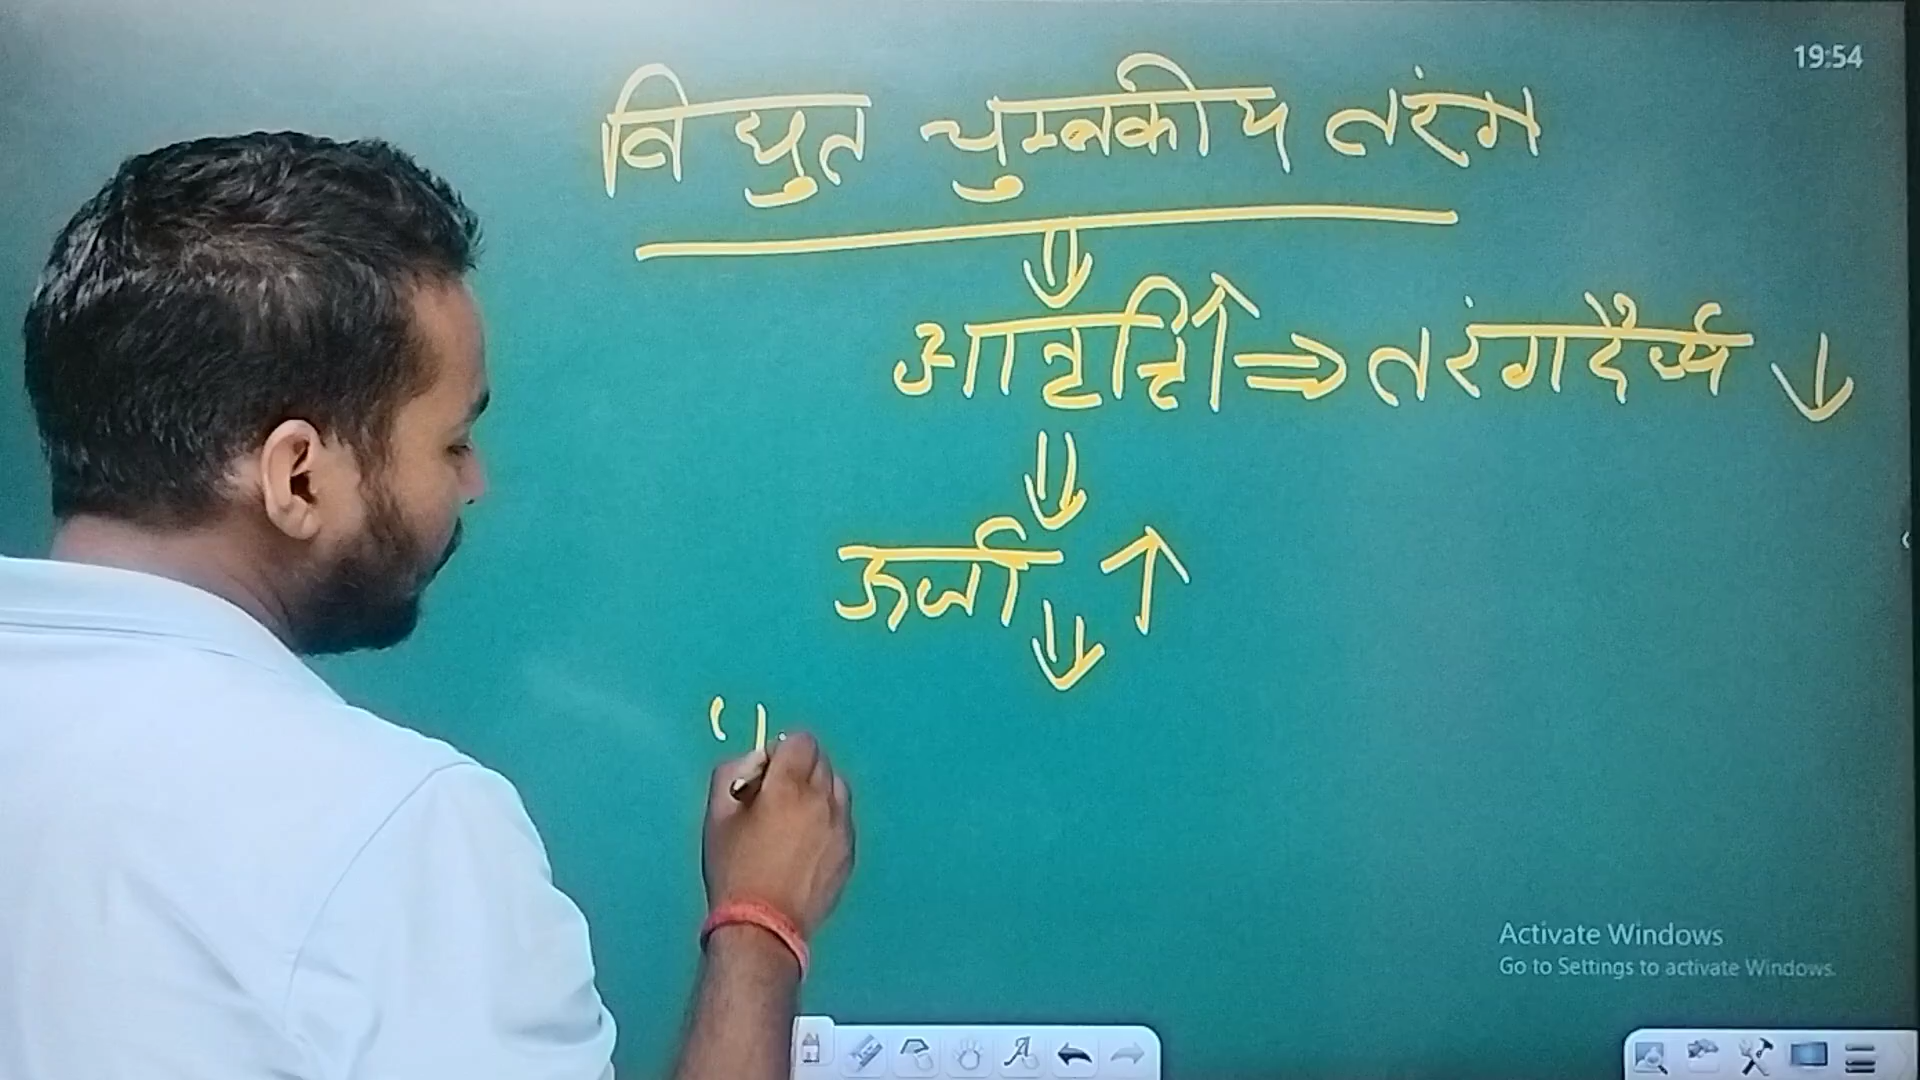 19:54
विद्युत चुम्बकीय तरंग
⇓
आवृत्ति ↑ ⇒ तरंगदैर्ध्य ↓
⇓
ऊर्जा ↑
⇓
Activate Windows
Go to Settings to activate Windows.